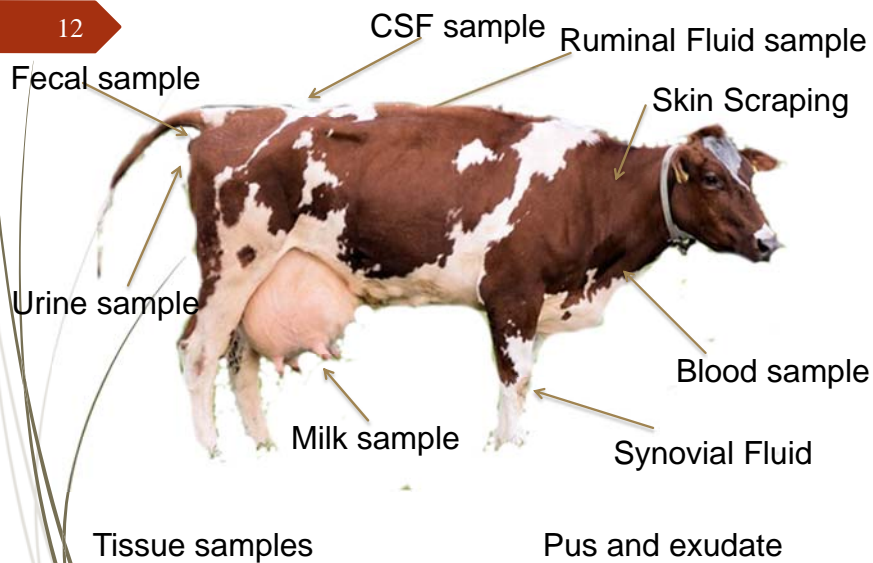 12
CSF sample
Ruminal Fluid sample
Fecal sample
Skin Scraping
Urine sample
Blood sample
Milk sample
Synovial Fluid
Tissue samples
Pus and exudate